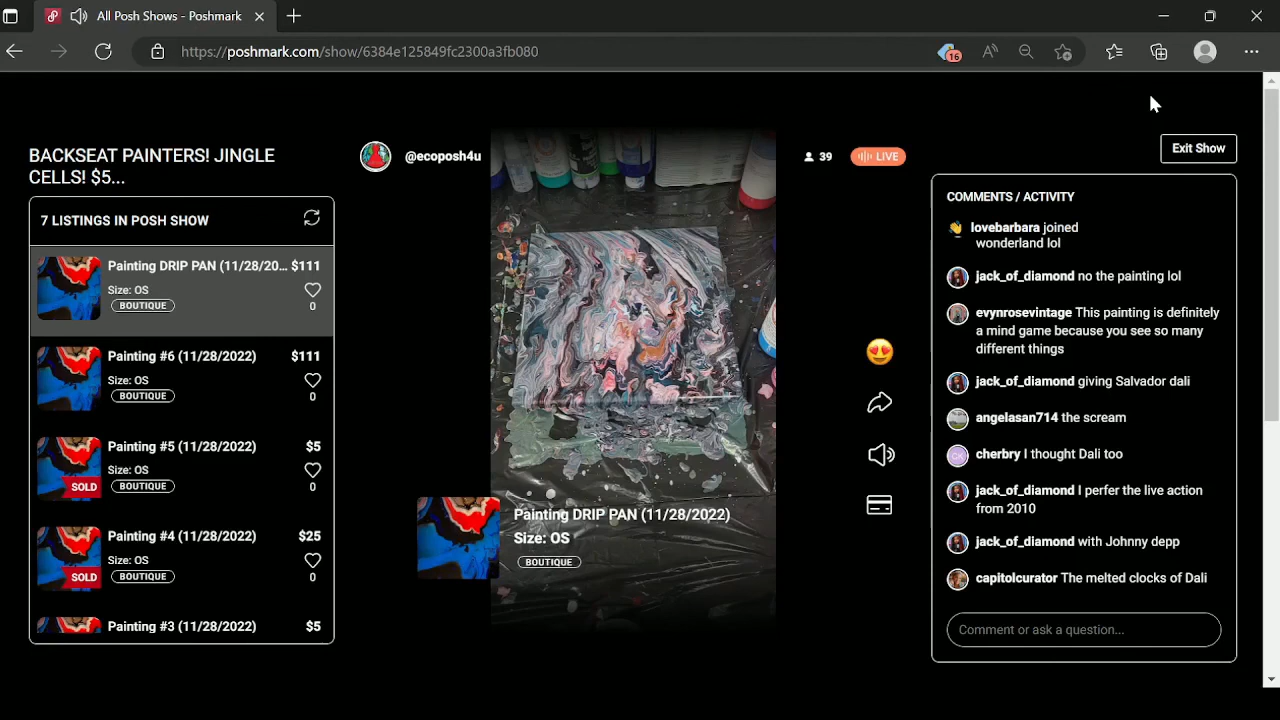 All Posh Shows - Poshmark
https://poshmark.com/show/6384e125849fc2300a3fb080
16
BACKSEAT PAINTERS! JINGLE
CELLS! $5...
7 LISTINGS IN POSH SHOW
Painting DRIP PAN (11/28/20... $111
Size: OS
BOUTIQUE
0
Painting #6 (11/28/2022) $111
Size: OS
BOUTIQUE
0
Painting #5 (11/28/2022) $5
Size: OS
SOLD
BOUTIQUE
0
Painting #4 (11/28/2022) $25
Size: OS
SOLD
BOUTIQUE
0
Painting #3 (11/28/2022) $5
@ecoposh4u
39
LIVE
Painting DRIP PAN (11/28/2022)
Size: OS
BOUTIQUE
Exit Show
COMMENTS / ACTIVITY
lovebarbara joined
wonderland lol
jack_of_diamond no the painting lol
evynrosevintage This painting is definitely
a mind game because you see so many
different things
jack_of_diamond giving Salvador dali
angelasan714 the scream
CK
cherbry I thought Dali too
jack_of_diamond I perfer the live action
from 2010
jack_of_diamond with Johnny depp
capitolcurator The melted clocks of Dali
Comment or ask a question...